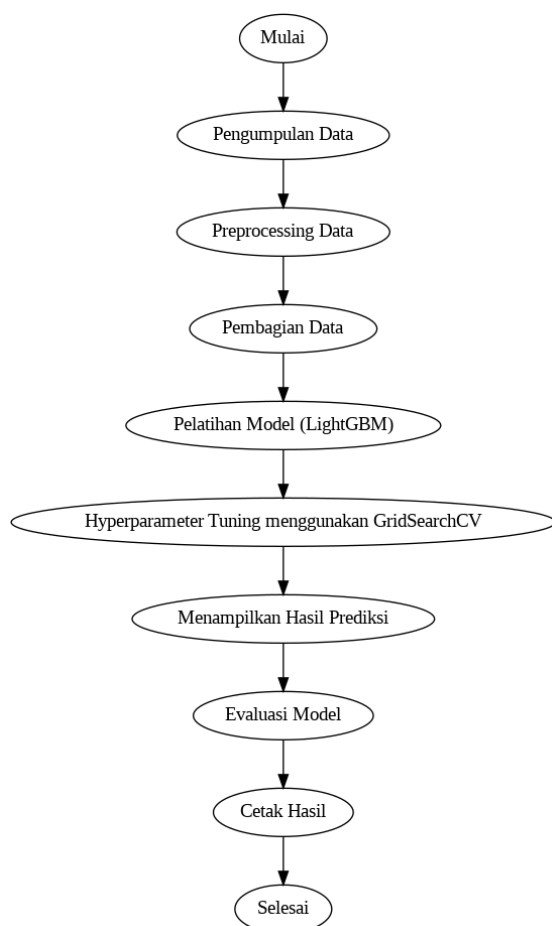 Mulai
Pengumpulan Data
Preprocessing Data
Pembagian Data
Pelatihan Model (LightGBM)
Hyperparameter Tuning menggunakan GridSearchCV
Menampilkan Hasil Prediksi
Evaluasi Model
Cetak Hasil
Selesai